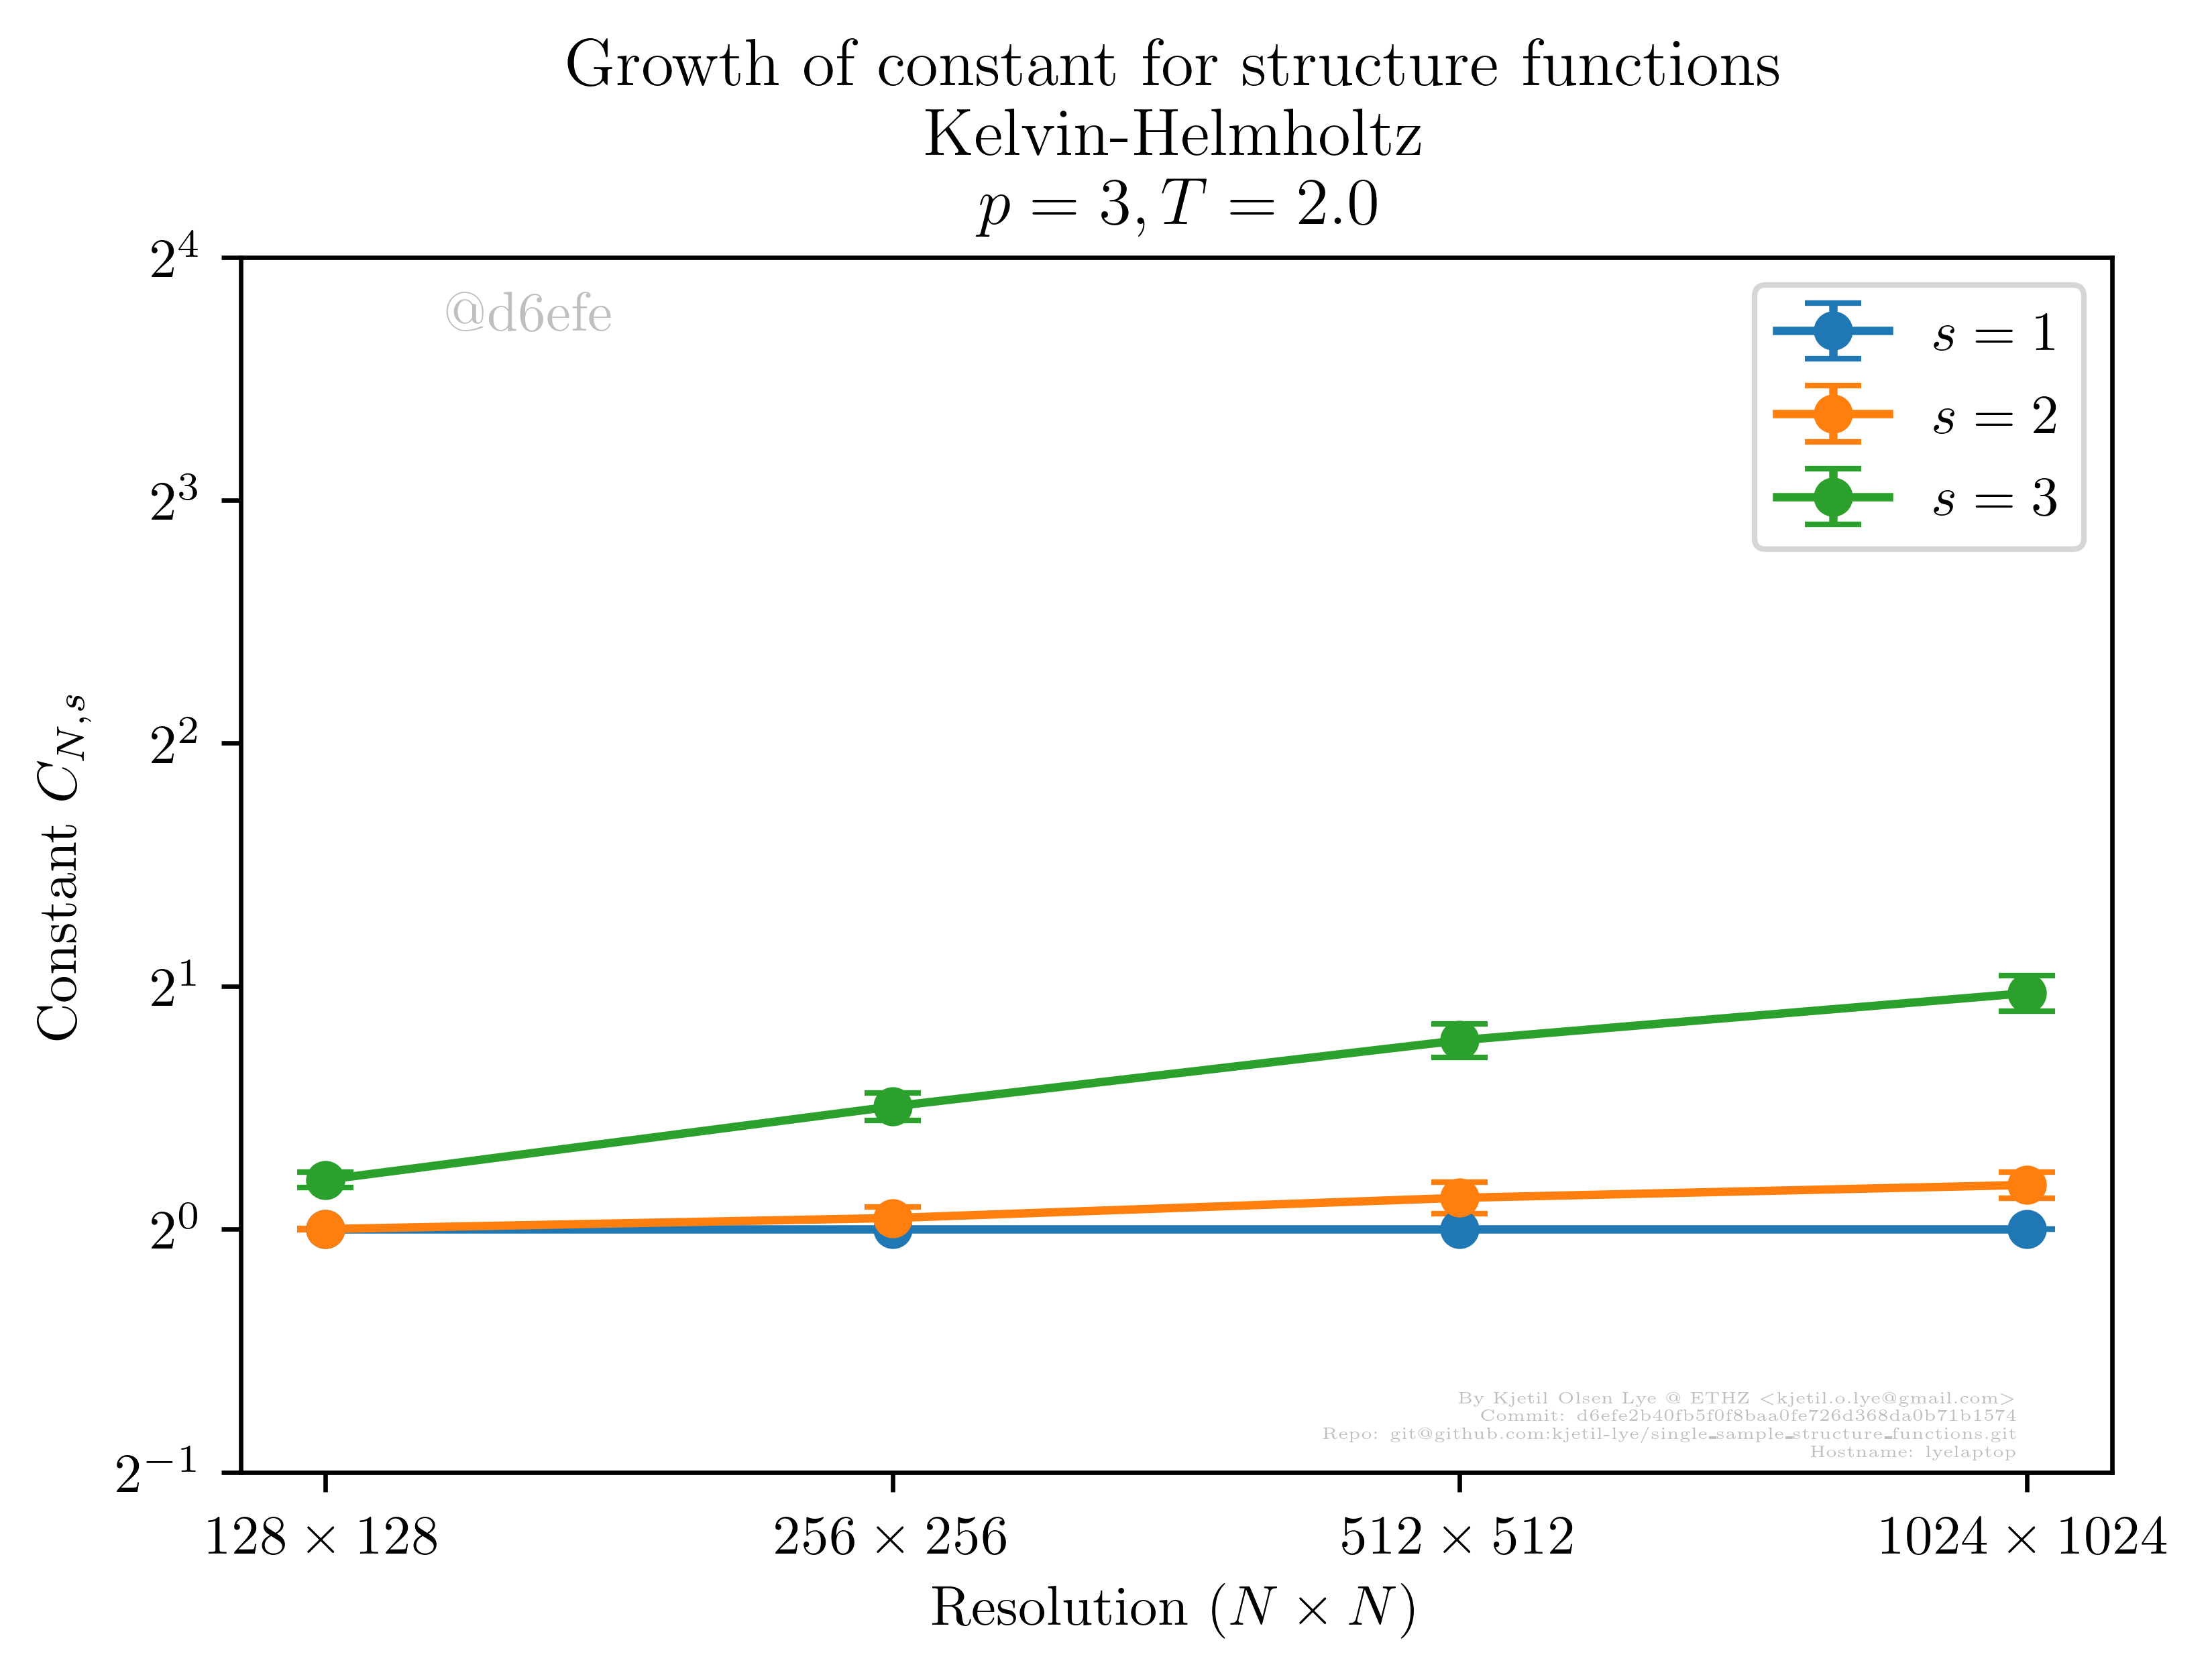 Growth of constant for structure functions
Kelvin-Helmholtz
p = 3, T = 2.0
2^4
@d6efe
s = 1
s = 2
2^3
s = 3
2^2
Constant C_{N,s}
2^1
2^0
By Kjetil Olsen Lye @ ETHZ <kjetil.o.lye@gmail.com>
Commit: d6efe2b40fb5f0f8baa0fe726d368da0b71b1574
Repo: git@github.com:kjetil-lye/single_sample_structure_functions.git
Hostname: lyelaptop
2^{-1}
128 × 128
256 × 256
512 × 512
1024 × 1024
Resolution (N × N)